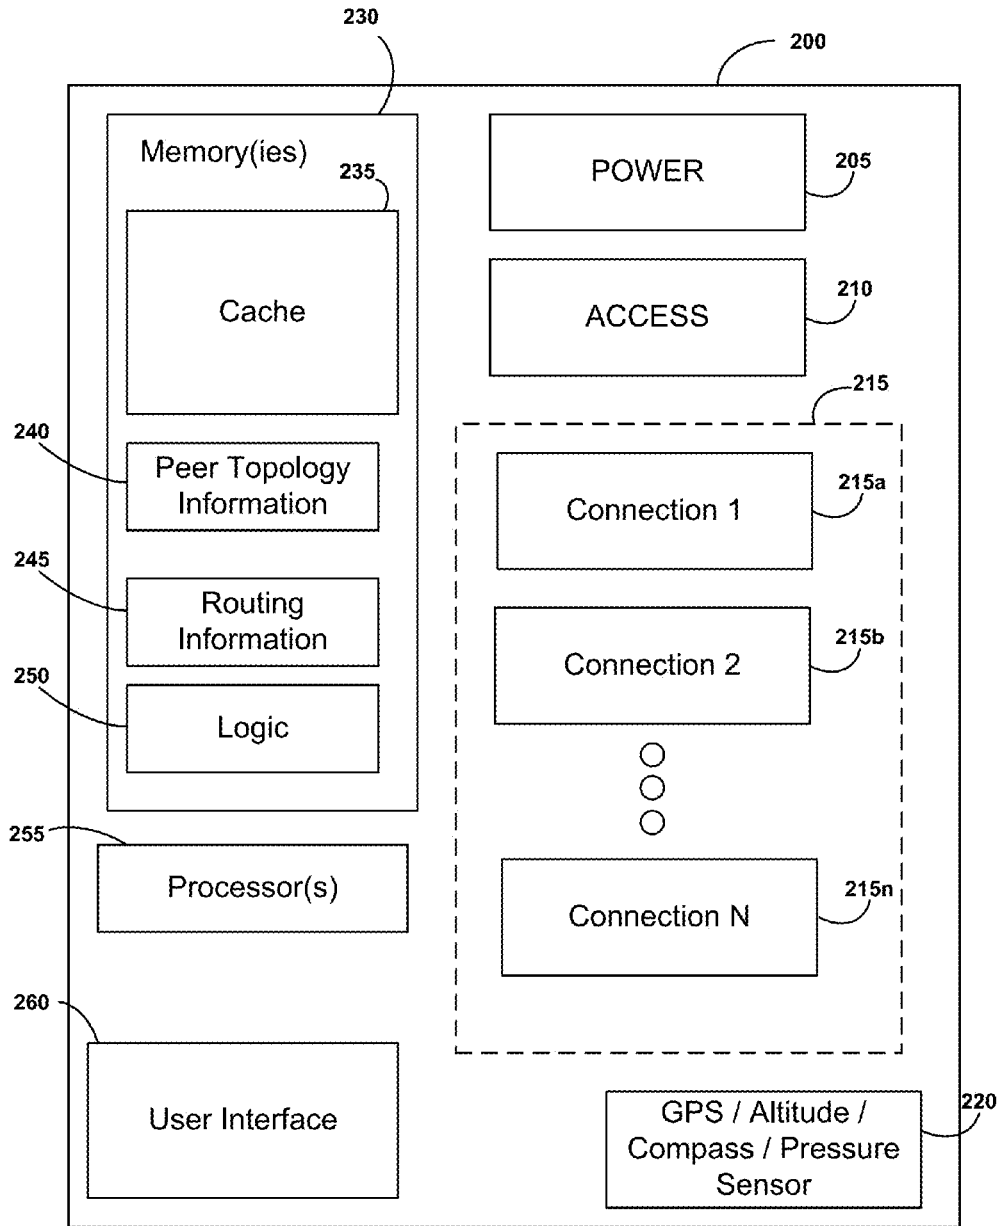 230
200
Memory(ies)
235
Cache
POWER
205
ACCESS
210
240
Peer Topology
Information
245
Routing
Information
250
Logic
215
Connection 1
215a
Connection 2
215b
Connection N
215n
255
Processor(s)
260
User Interface
GPS / Altitude /
Compass / Pressure
Sensor
220